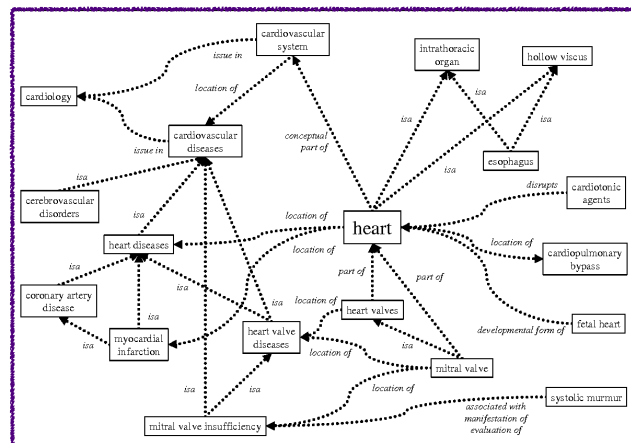 cardiovascular
system
intrathoracic
organ
hollow viscus
issue in
cardiology
location of
isa
isa
isa
cardiovascular
diseases
conceptual
part of
issue in
esophagus
isa
isa
disrupts
cardiotonic
agents
cerebrovascular
disorders
isa
location of
heart
heart diseases
location of
location of
cardiopulmonary
bypass
isa
isa
part of
part of
coronary artery
disease
isa
isa
location of
heart valves
developmental form of
fetal heart
isa
myocardial
infarction
heart valve
diseases
isa
location of
mitral valve
isa
isa
location of
associated with
manifestation of
evaluation of
systolic murmur
mitral valve insufficiency